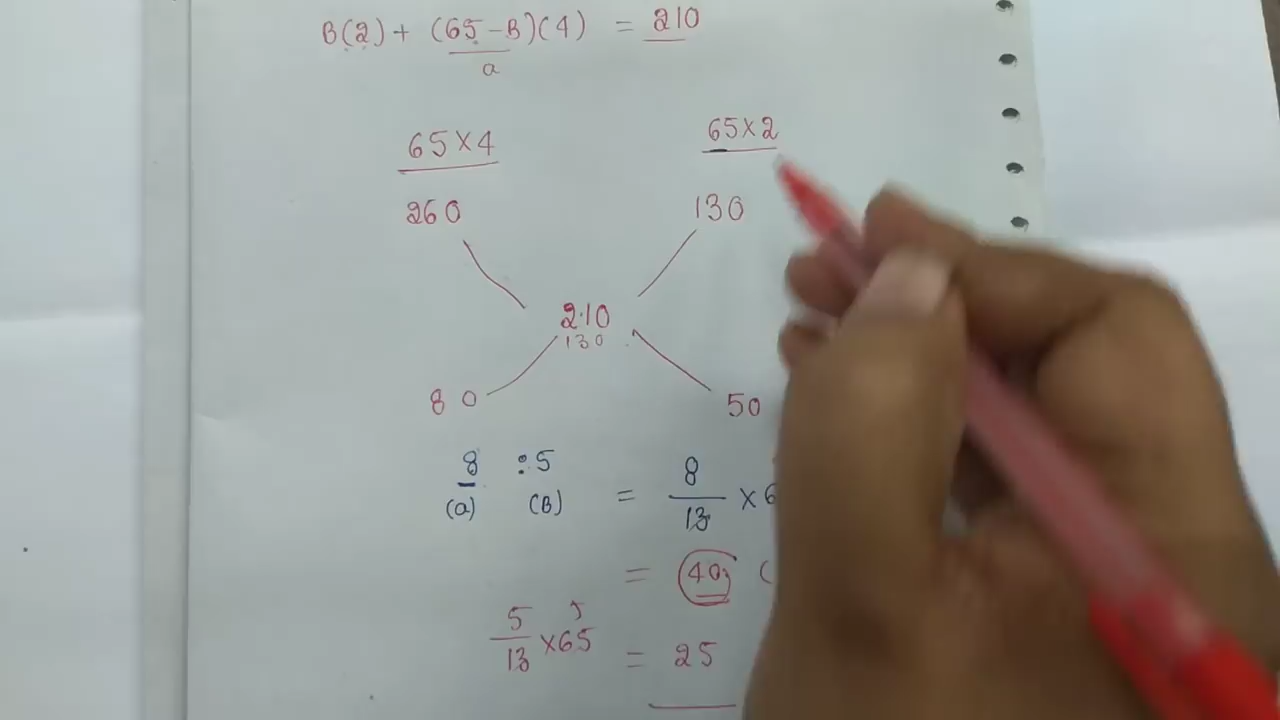 B(2) + (65 - B)(4) = 210
a
65 × 4 65 × 2
260 130
210
130
80 50
8 : 5 = 8/13 × 6
(a) (B)
= 40
5/13 × 65 = 25
5